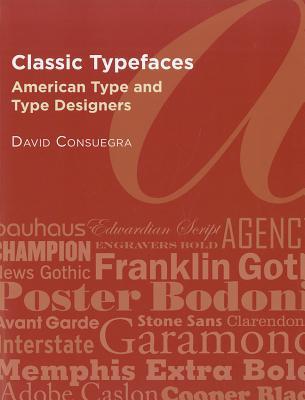 Classic Typefaces
American Type and
Type Designers
DAVID CONSUEGRA
a
bauhaus Edwardian Script AGENC
CHAMPION ENGRAVERS BOLD
News Gothic Franklin Goth
Poster Bodoni
Avant Garde Stone Sans Clarendon
Interstate Garamond
Memphis Extra Bold
Adobe Caslon Cooper Blac